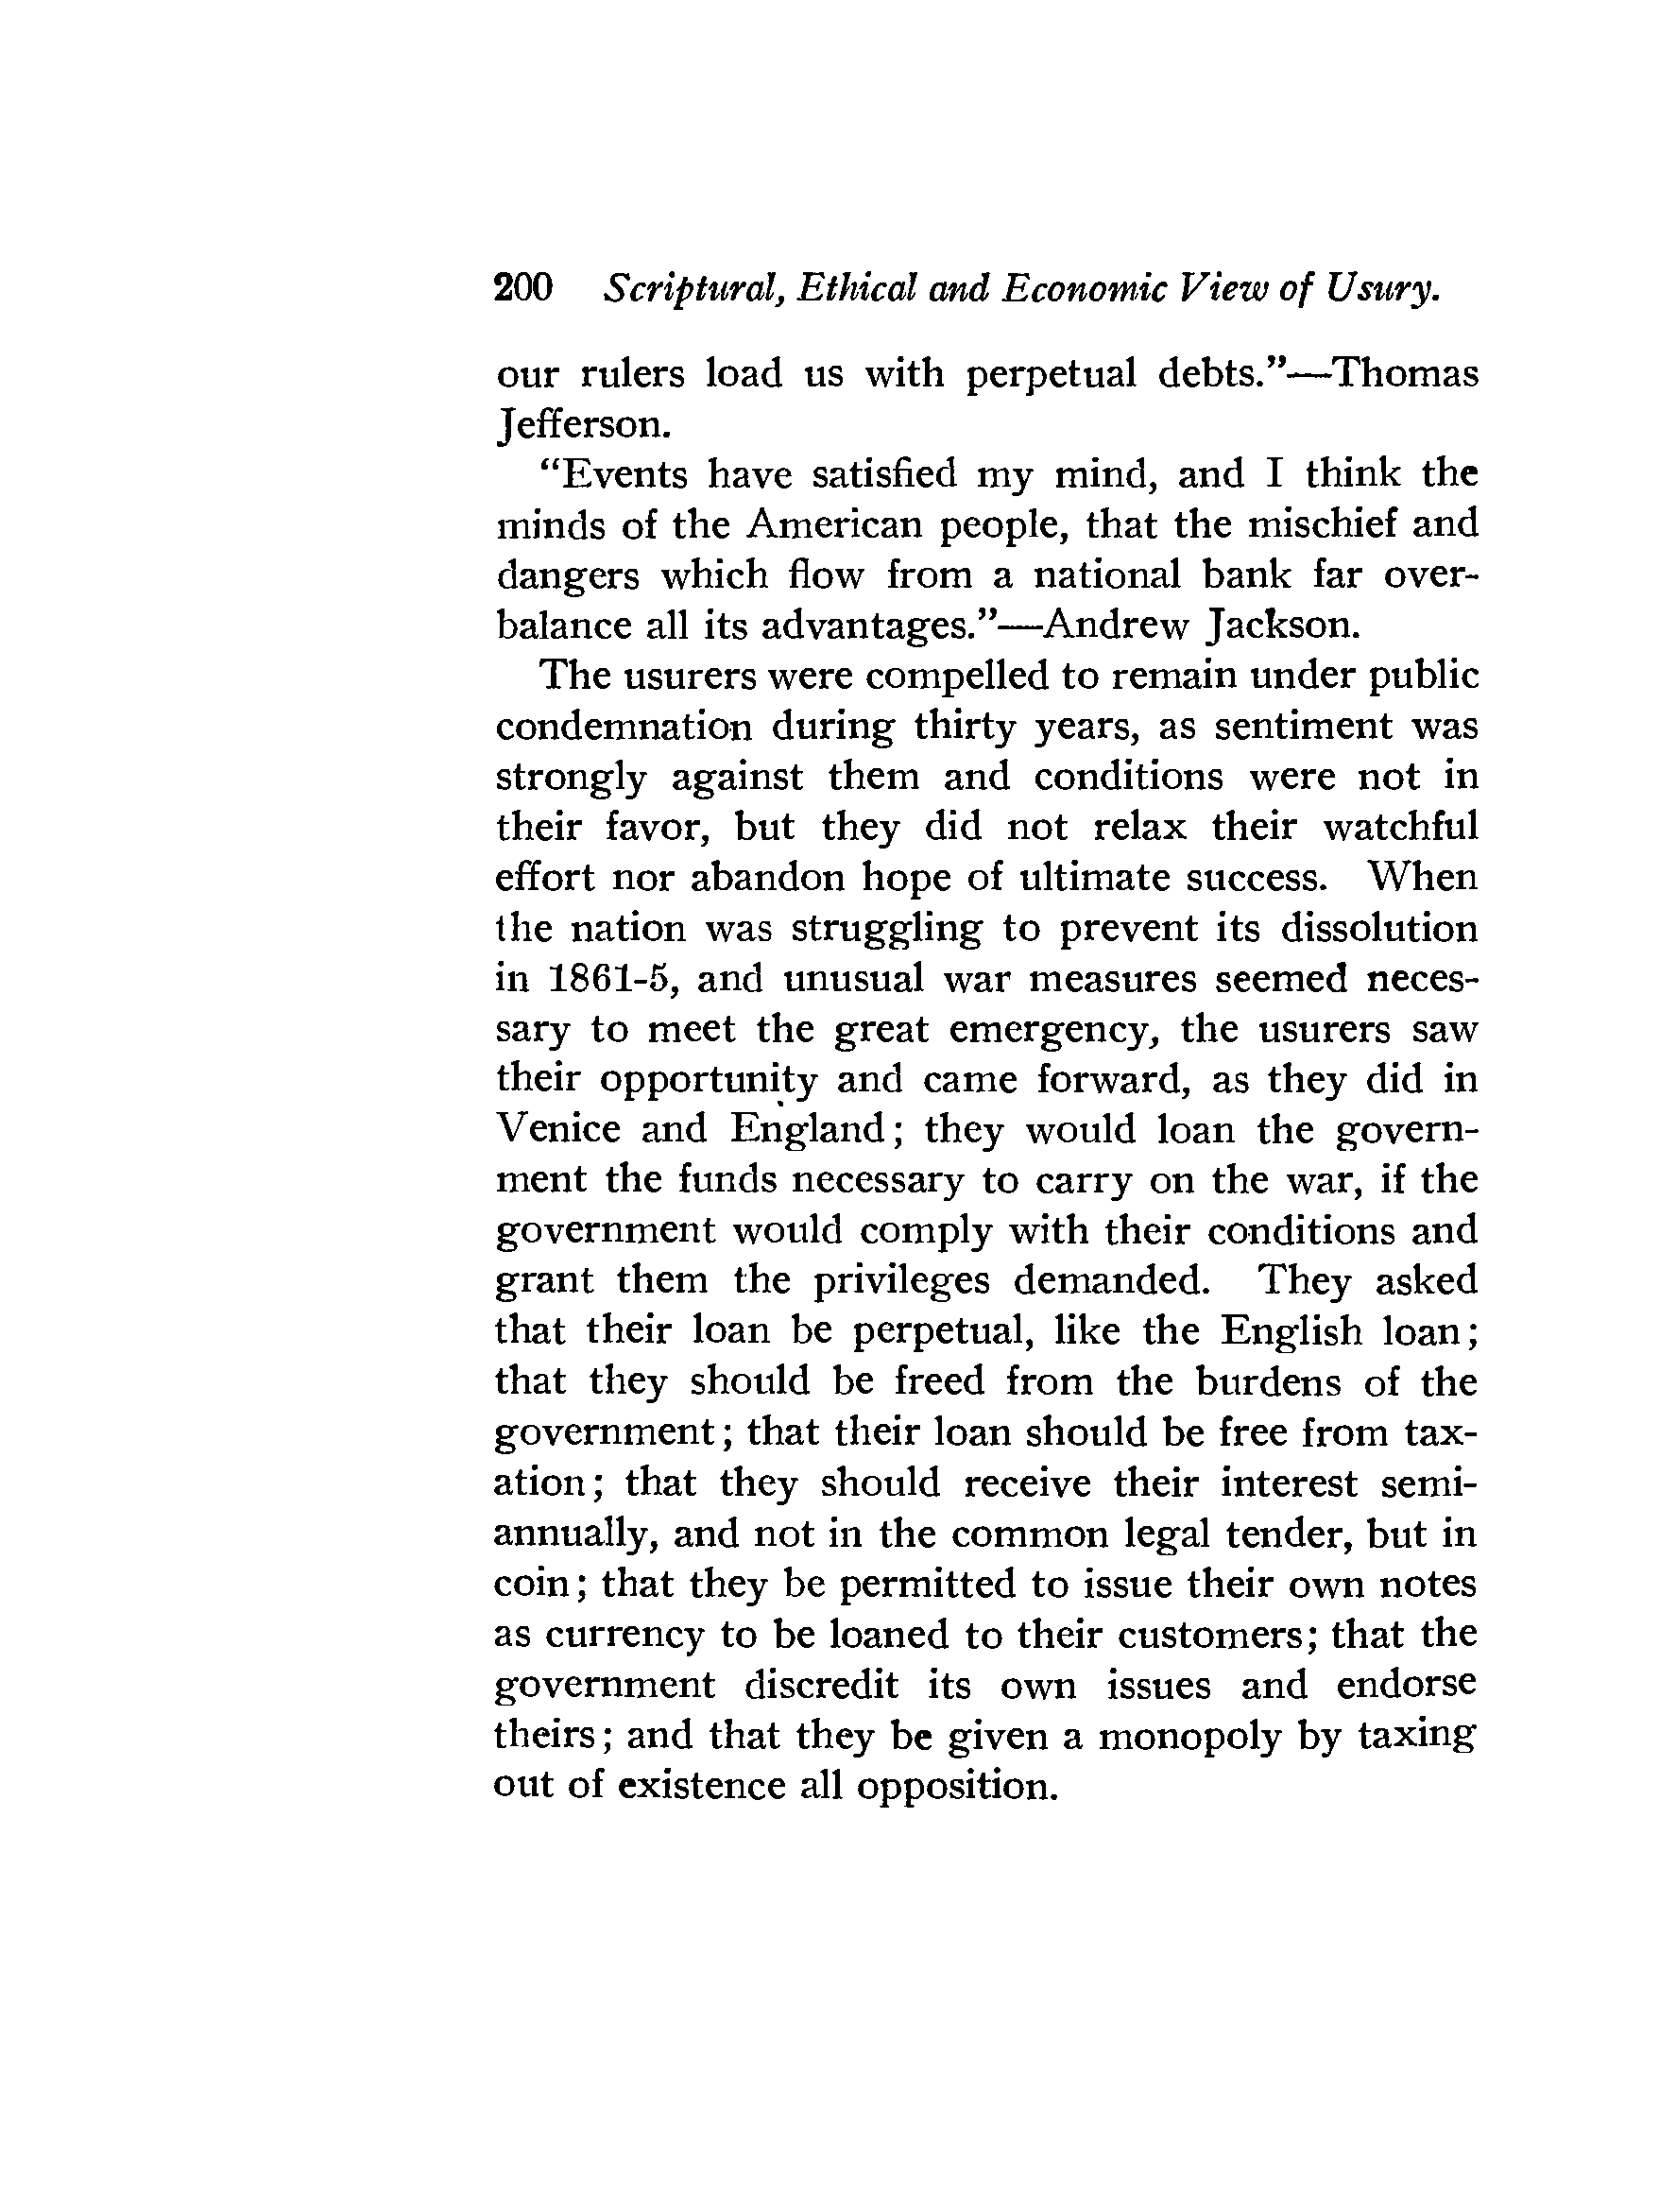 200 Scriptural, Ethical and Economic View of Usury.
our rulers load us with perpetual debts.”—Thomas
Jefferson.
“Events have satisfied my mind, and I think the
minds of the American people, that the mischief and
dangers which flow from a national bank far over-
balance all its advantages.”—Andrew Jackson.
The usurers were compelled to remain under public
condemnation during thirty years, as sentiment was
strongly against them and conditions were not in
their favor, but they did not relax their watchful
effort nor abandon hope of ultimate success. When
the nation was struggling to prevent its dissolution
in 1861-5, and unusual war measures seemed neces-
sary to meet the great emergency, the usurers saw
their opportunity and came forward, as they did in
Venice and England; they would loan the govern-
ment the funds necessary to carry on the war, if the
government would comply with their conditions and
grant them the privileges demanded. They asked
that their loan be perpetual, like the English loan;
that they should be freed from the burdens of the
government; that their loan should be free from tax-
ation; that they should receive their interest semi-
annually, and not in the common legal tender, but in
coin; that they be permitted to issue their own notes
as currency to be loaned to their customers; that the
government discredit its own issues and endorse
theirs; and that they be given a monopoly by taxing
out of existence all opposition.